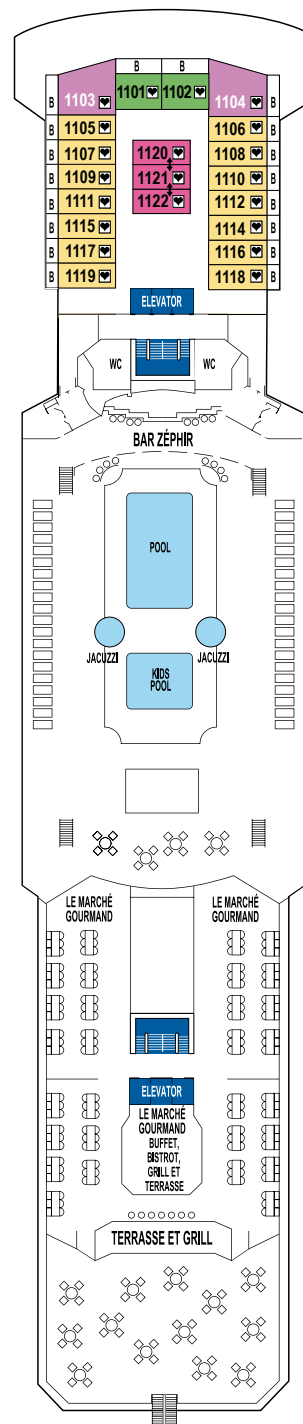 B B
1101 1102
B 1103 1104 B
B 1105 1106 B
B 1107 1120 1108 B
B 1109 1121 1110 B
B 1111 1122 1112 B
B 1115 1114 B
B 1117 1116 B
B 1119 1118 B
ELEVATOR
WC WC
BAR ZÉPHIR
POOL
JACUZZI JACUZZI
KIDS
POOL
LE MARCHÉ
GOURMAND
LE MARCHÉ
GOURMAND
ELEVATOR
LE MARCHÉ
GOURMAND
BUFFET,
BISTROT,
GRILL ET
TERRASSE
TERRASSE ET GRILL